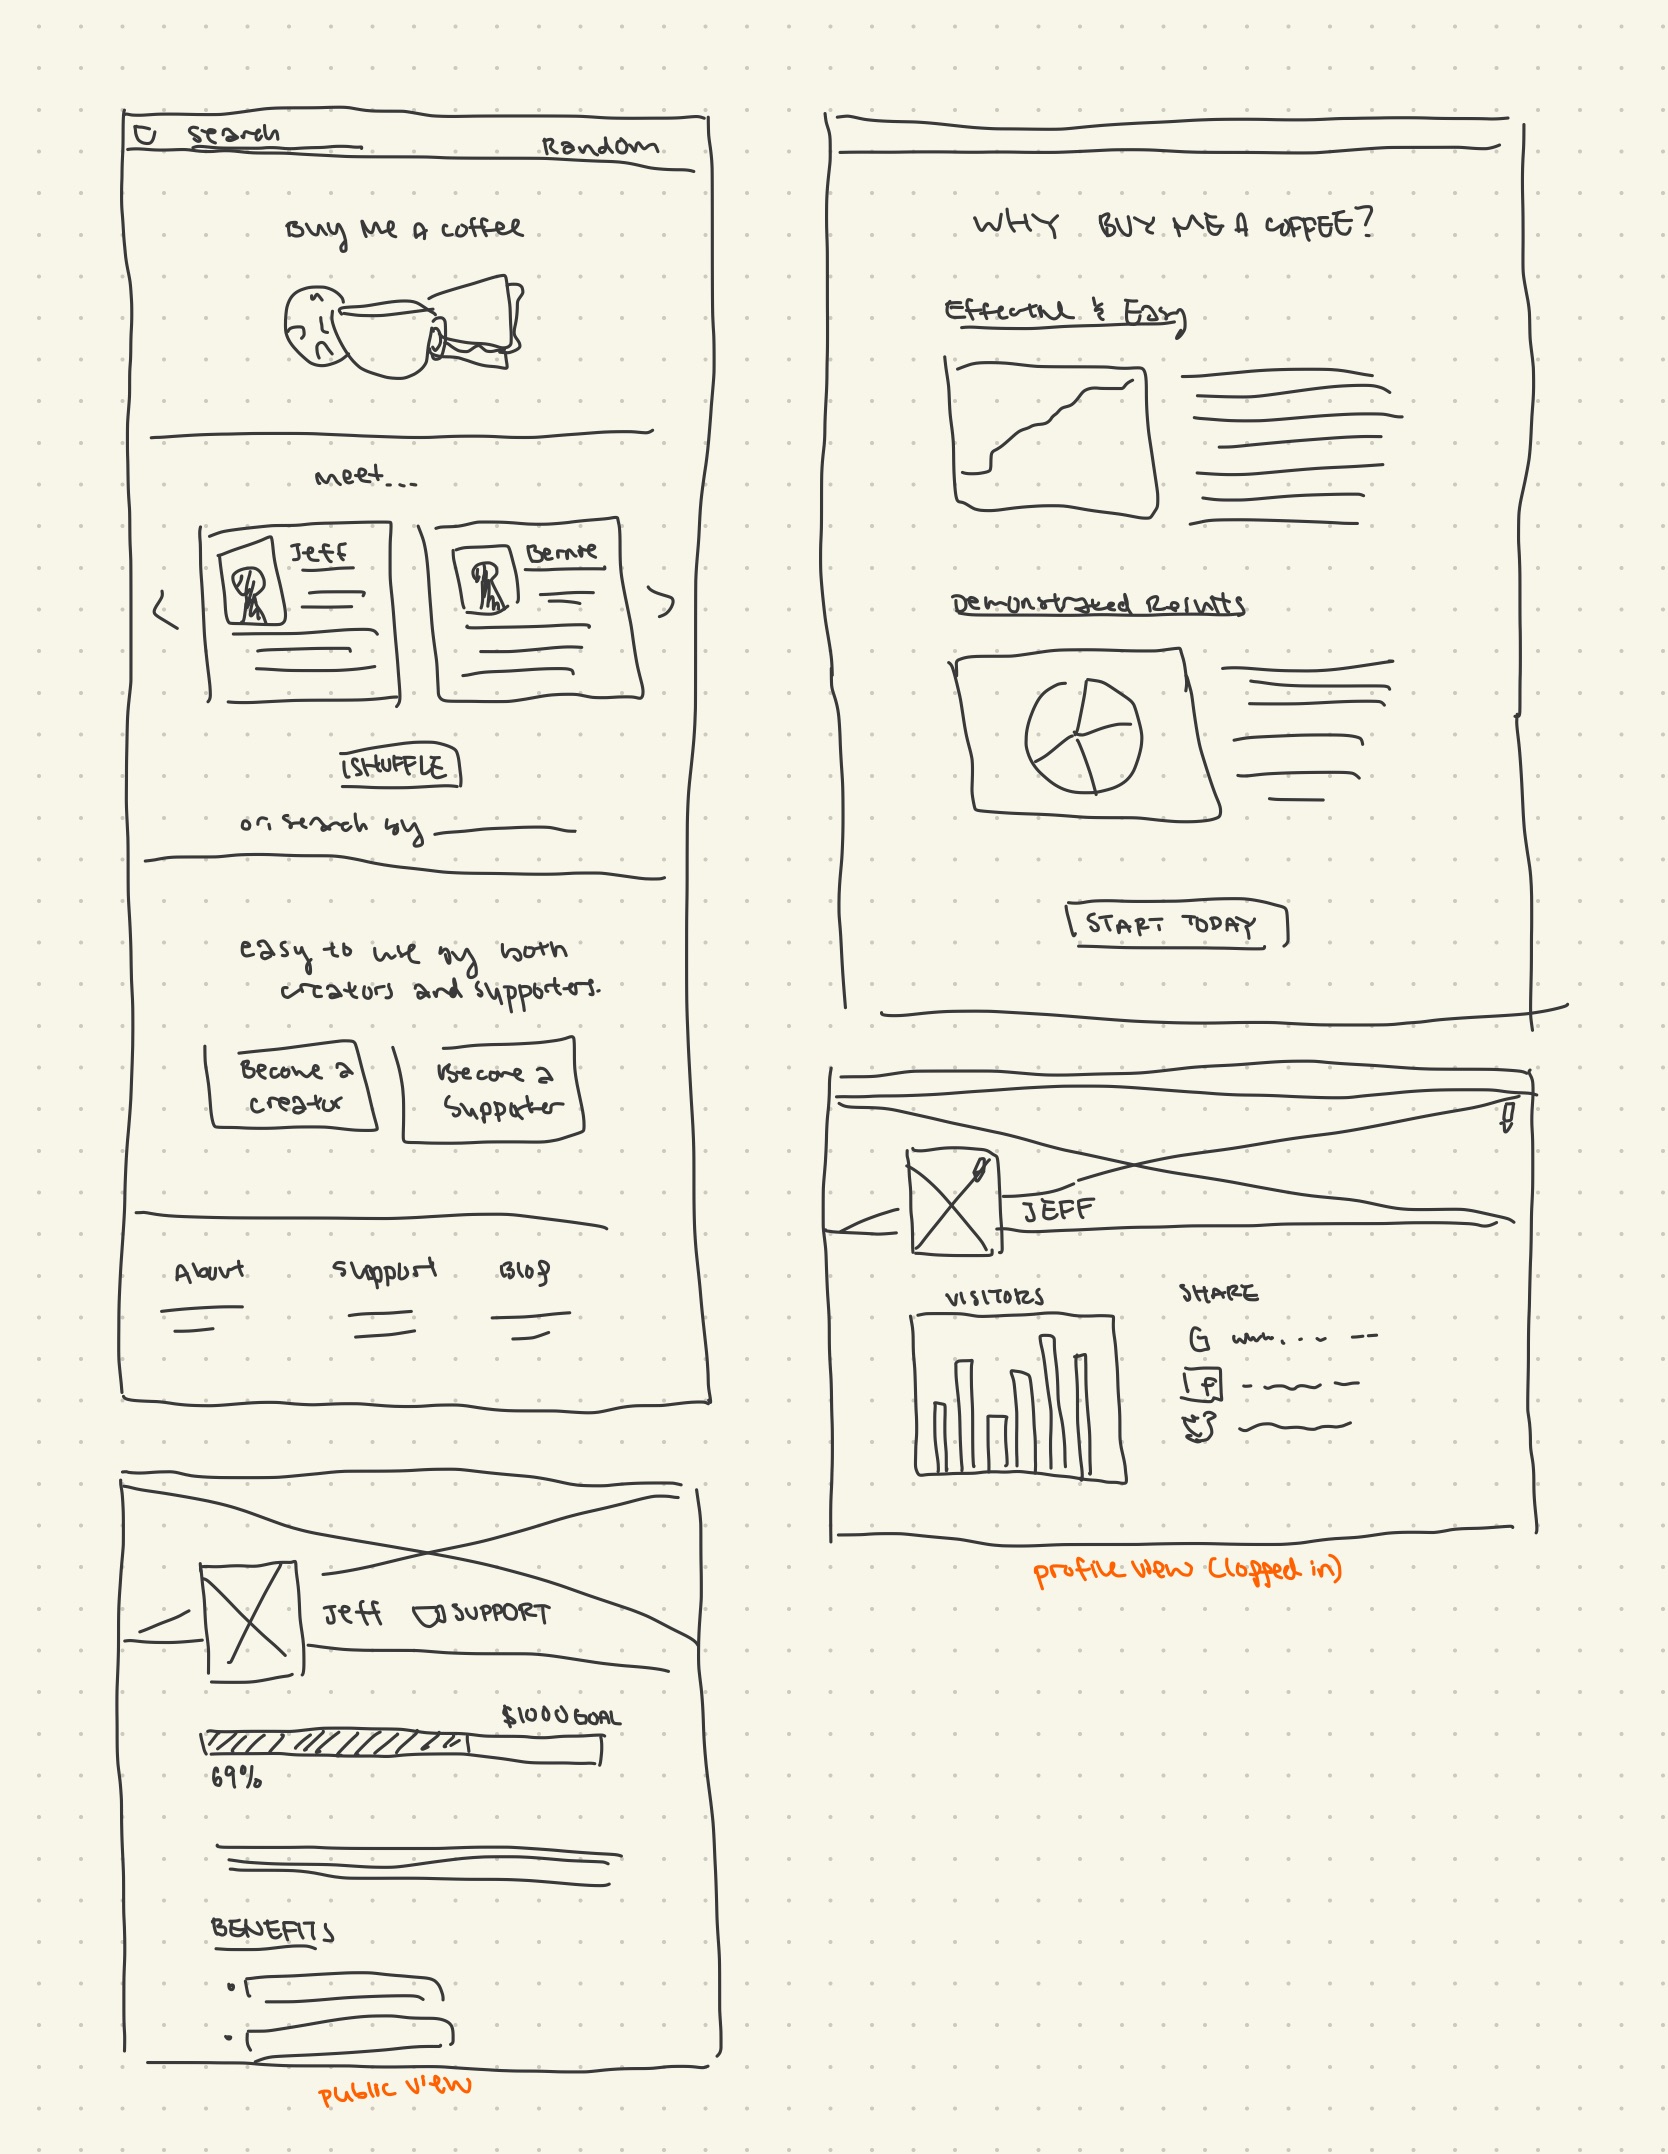 Search
Random
Buy Me A Coffee
Meet...
Jeff
Bernie
SHUFFLE
or, search by
easy to use by both
creators and supporters.
Become a
creator
Become a
Supporter
About
Support
Blog
Jeff
SUPPORT
$1000 GOAL
69%
BENEFITS
public view
WHY BUY ME A COFFEE?
Effectful & Easy
Demonstrated Results
START TODAY
JEFF
VISITORS
SHARE
G www. . . - --
profile view (logged in)